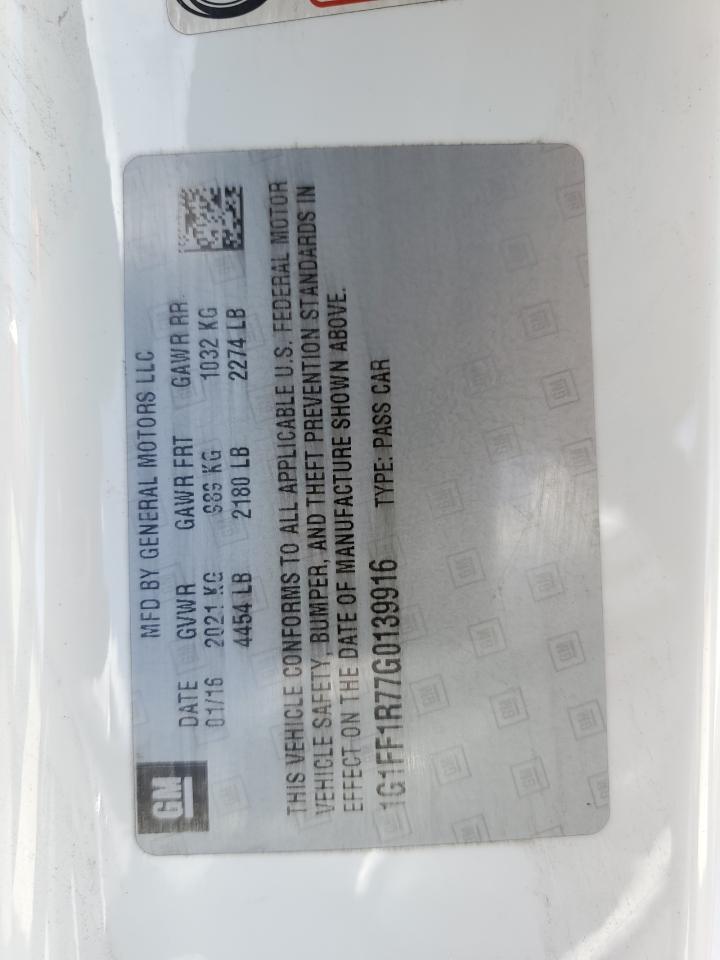 GM
MFD BY GENERAL MOTORS LLC
DATE GVWR GAWR FRT GAWR RR
01/16 2021 KG 989 KG 1032 KG
4454 LB 2180 LB 2274 LB
THIS VEHICLE CONFORMS TO ALL APPLICABLE U.S. FEDERAL MOTOR
VEHICLE SAFETY, BUMPER, AND THEFT PREVENTION STANDARDS IN
EFFECT ON THE DATE OF MANUFACTURE SHOWN ABOVE.
1G1FF1R77G0139916 TYPE: PASS CAR